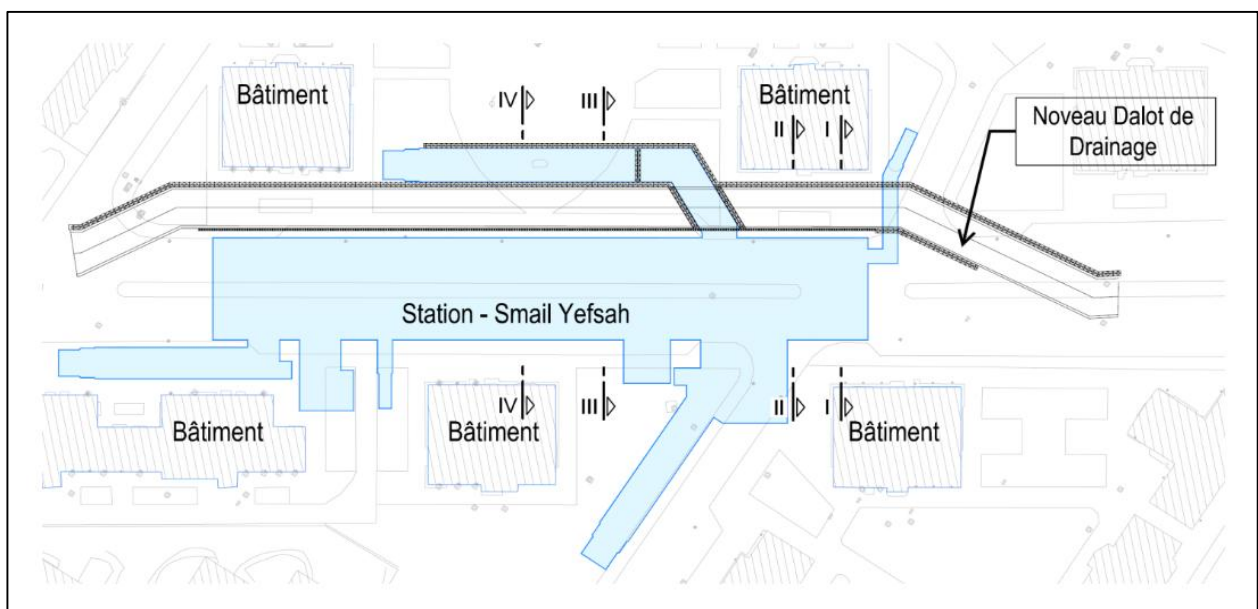 Bâtiment
IV
III
Bâtiment
II
I
Noveau Dalot de
Drainage
Station - Smail Yefsah
Bâtiment
IV
Bâtiment
III
II
I
Bâtiment